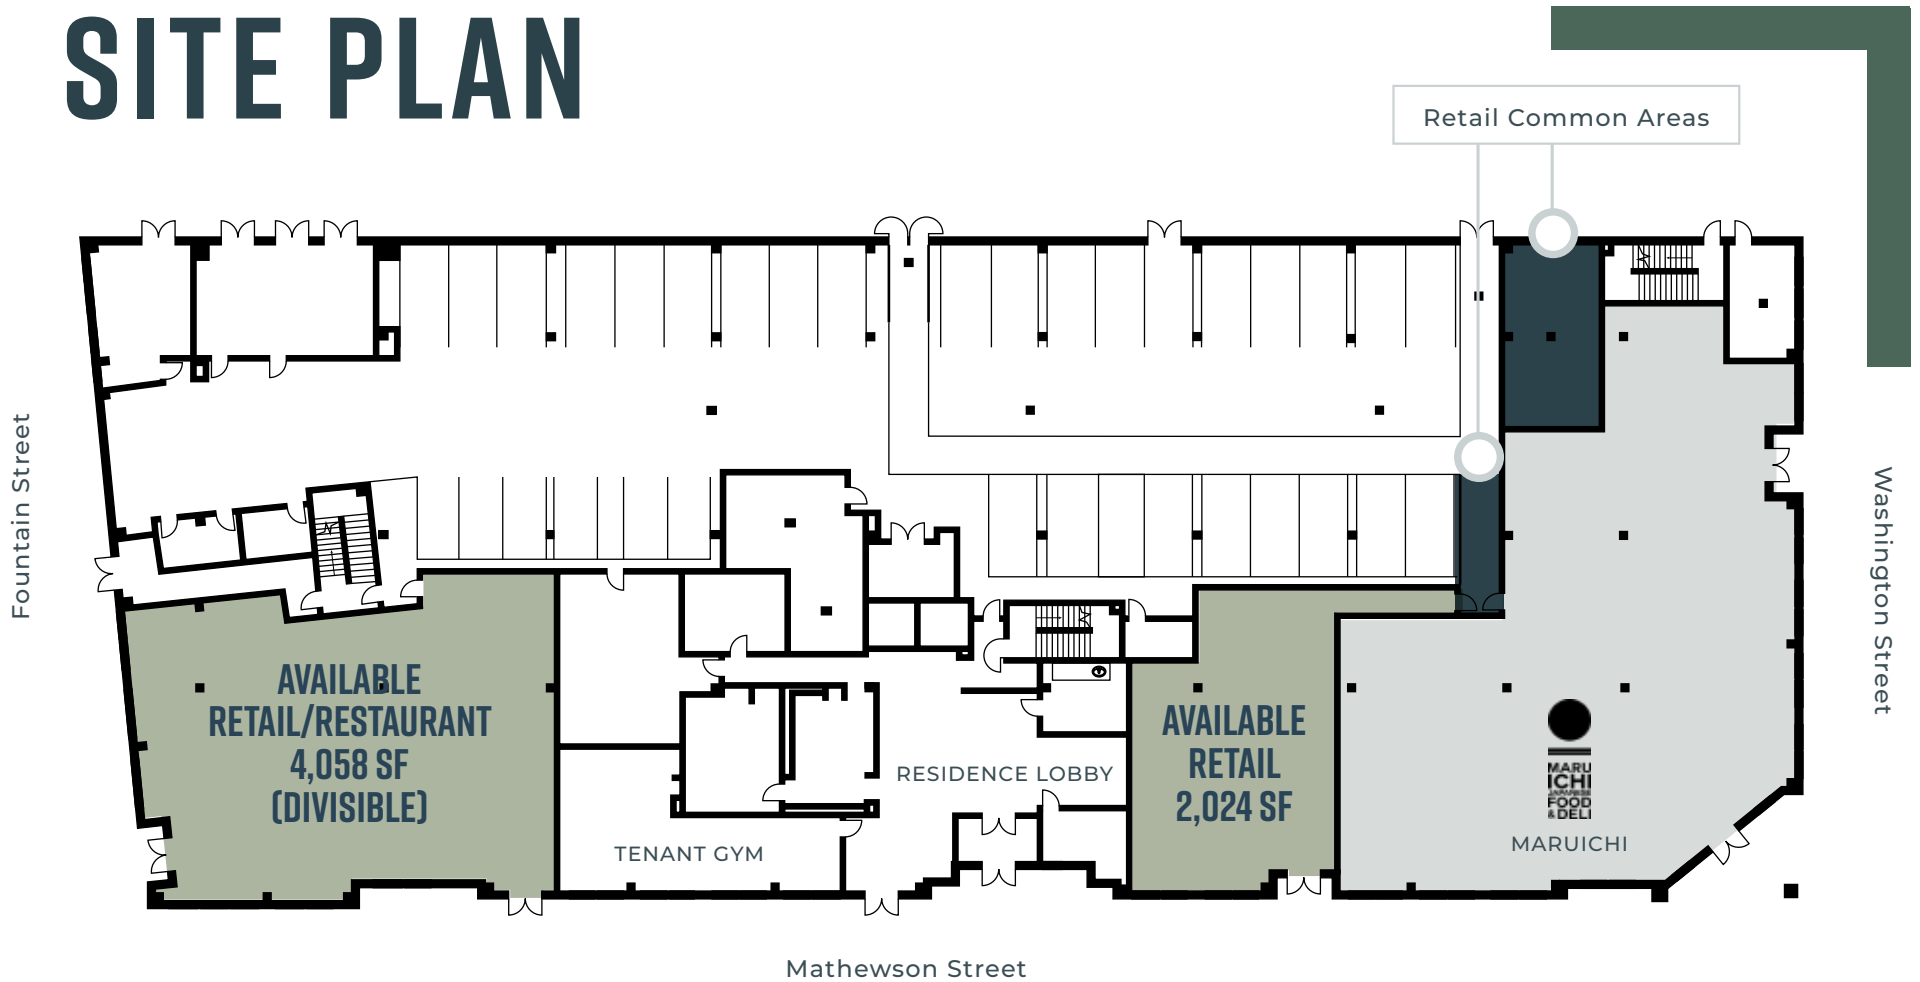 SITE PLAN
Retail Common Areas
Fountain Street
Washington Street
AVAILABLE
RETAIL/RESTAURANT
4,058 SF
(DIVISIBLE)
TENANT GYM
RESIDENCE LOBBY
AVAILABLE
RETAIL
2,024 SF
MARU
ICHI
FOOD
& DELI
MARUICHI
Mathewson Street